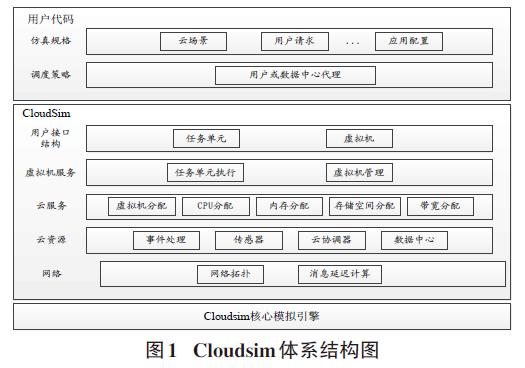 用户代码
仿真规格 云场景 用户请求 ... 应用配置
调度策略 用户或数据中心代理
CloudSim
用户接口
结构 任务单元 虚拟机
虚拟机服务 任务单元执行 虚拟机管理
云服务 虚拟机分配 CPU分配 内存分配 存储空间分配 带宽分配
云资源 事件处理 传感器 云协调器 数据中心
网络 网络拓扑 消息延迟计算
Cloudsim核心模拟引擎
图1 Cloudsim体系结构图